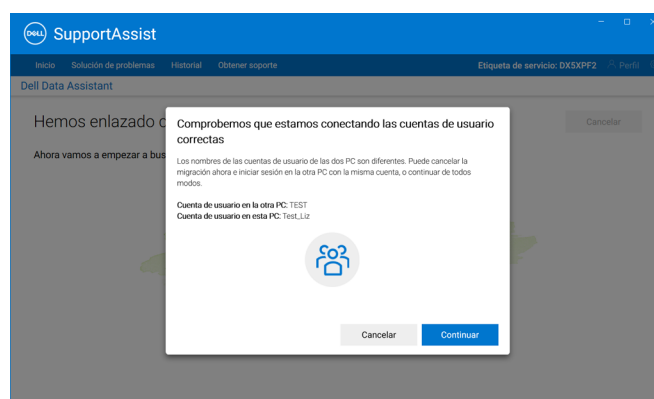 DELL SupportAssist
Inicio Solución de problemas Historial Obtener soporte Etiqueta de servicio: DX5XPF2 Perfil
Dell Data Assistant
Hemos enlazado
Cancelar
Ahora vamos a empezar a bus
Comprobemos que estamos conectando las cuentas de usuario
correctas
Los nombres de las cuentas de usuario de las dos PC son diferentes. Puede cancelar la
migración ahora e iniciar sesión en la otra PC con la misma cuenta, o continuar de todos
modos.
Cuenta de usuario en la otra PC: TEST
Cuenta de usuario en esta PC: Test_Liz
Cancelar Continuar